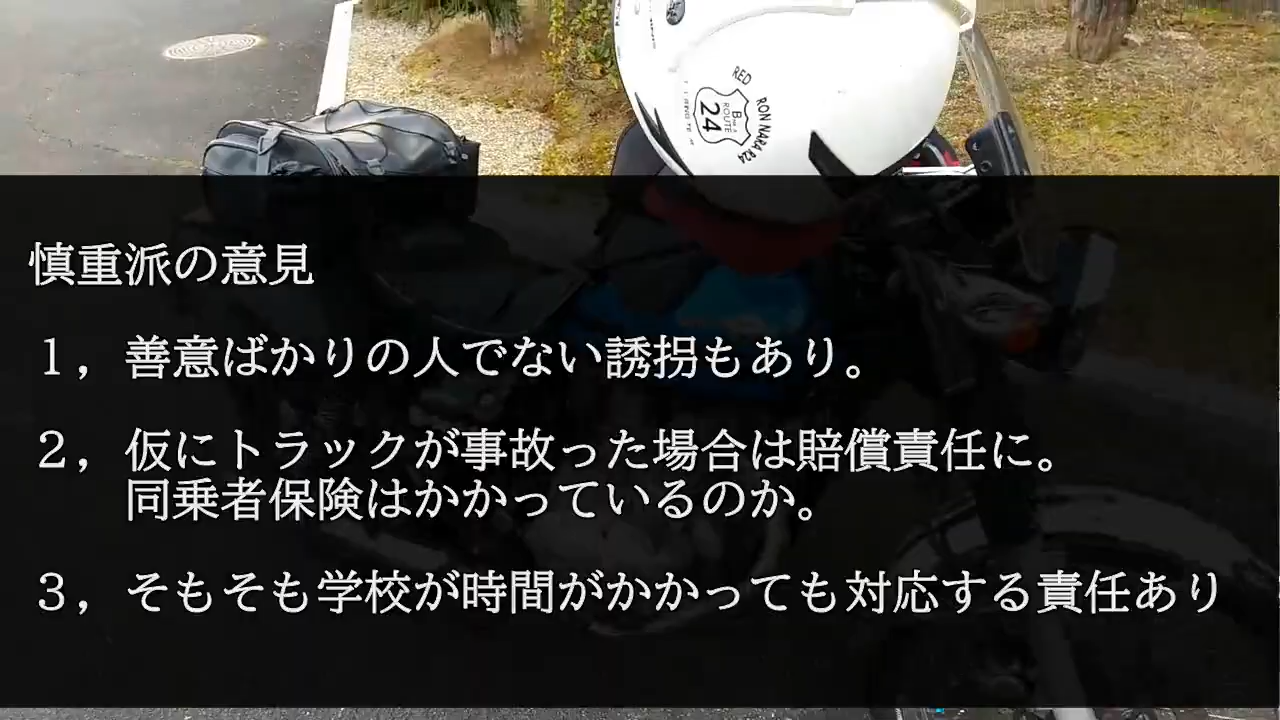 RED
RON NARA R24
B
ROUTE
24
慎重派の意見
１，善意ばかりの人でない誘拐もあり。
２，仮にトラックが事故った場合は賠償責任に。
同乗者保険はかかっているのか。
３，そもそも学校が時間がかかっても対応する責任あり